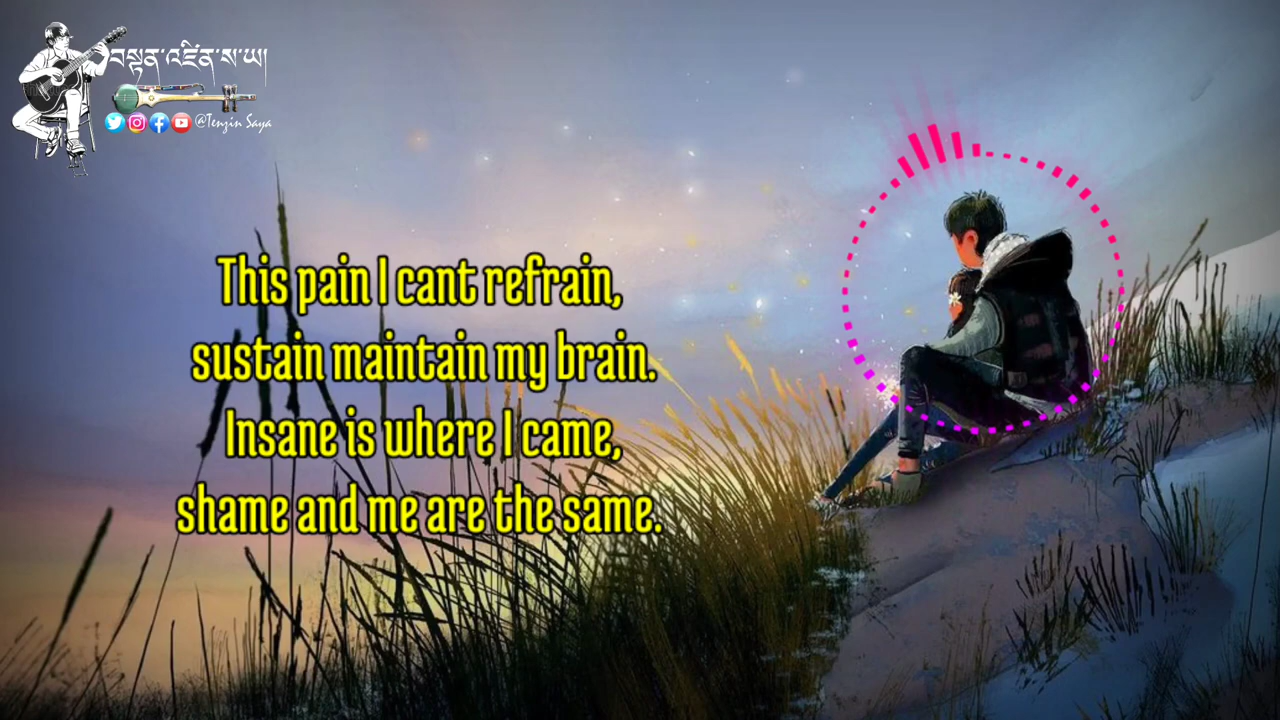 བསྟན་འཛིན་ས་ཡ།
@Tenzin Saya
This pain I cant refrain,
sustain maintain my brain.
Insane is where I came,
shame and me are the same.